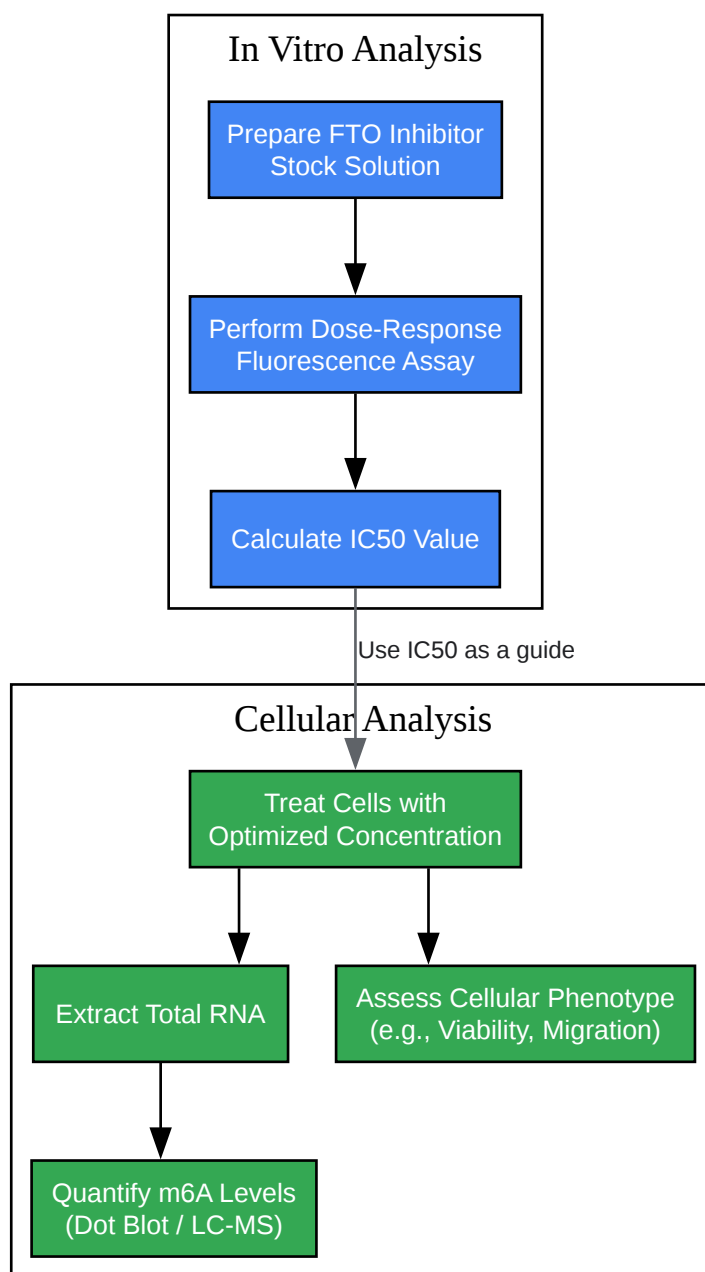 In Vitro Analysis
Prepare FTO Inhibitor
Stock Solution
Perform Dose-Response
Fluorescence Assay
Calculate IC50 Value
Use IC50 as a guide
Cellular Analysis
Treat Cells with
Optimized Concentration
Extract Total RNA
Assess Cellular Phenotype
(e.g., Viability, Migration)
Quantify m6A Levels
(Dot Blot / LC-MS)